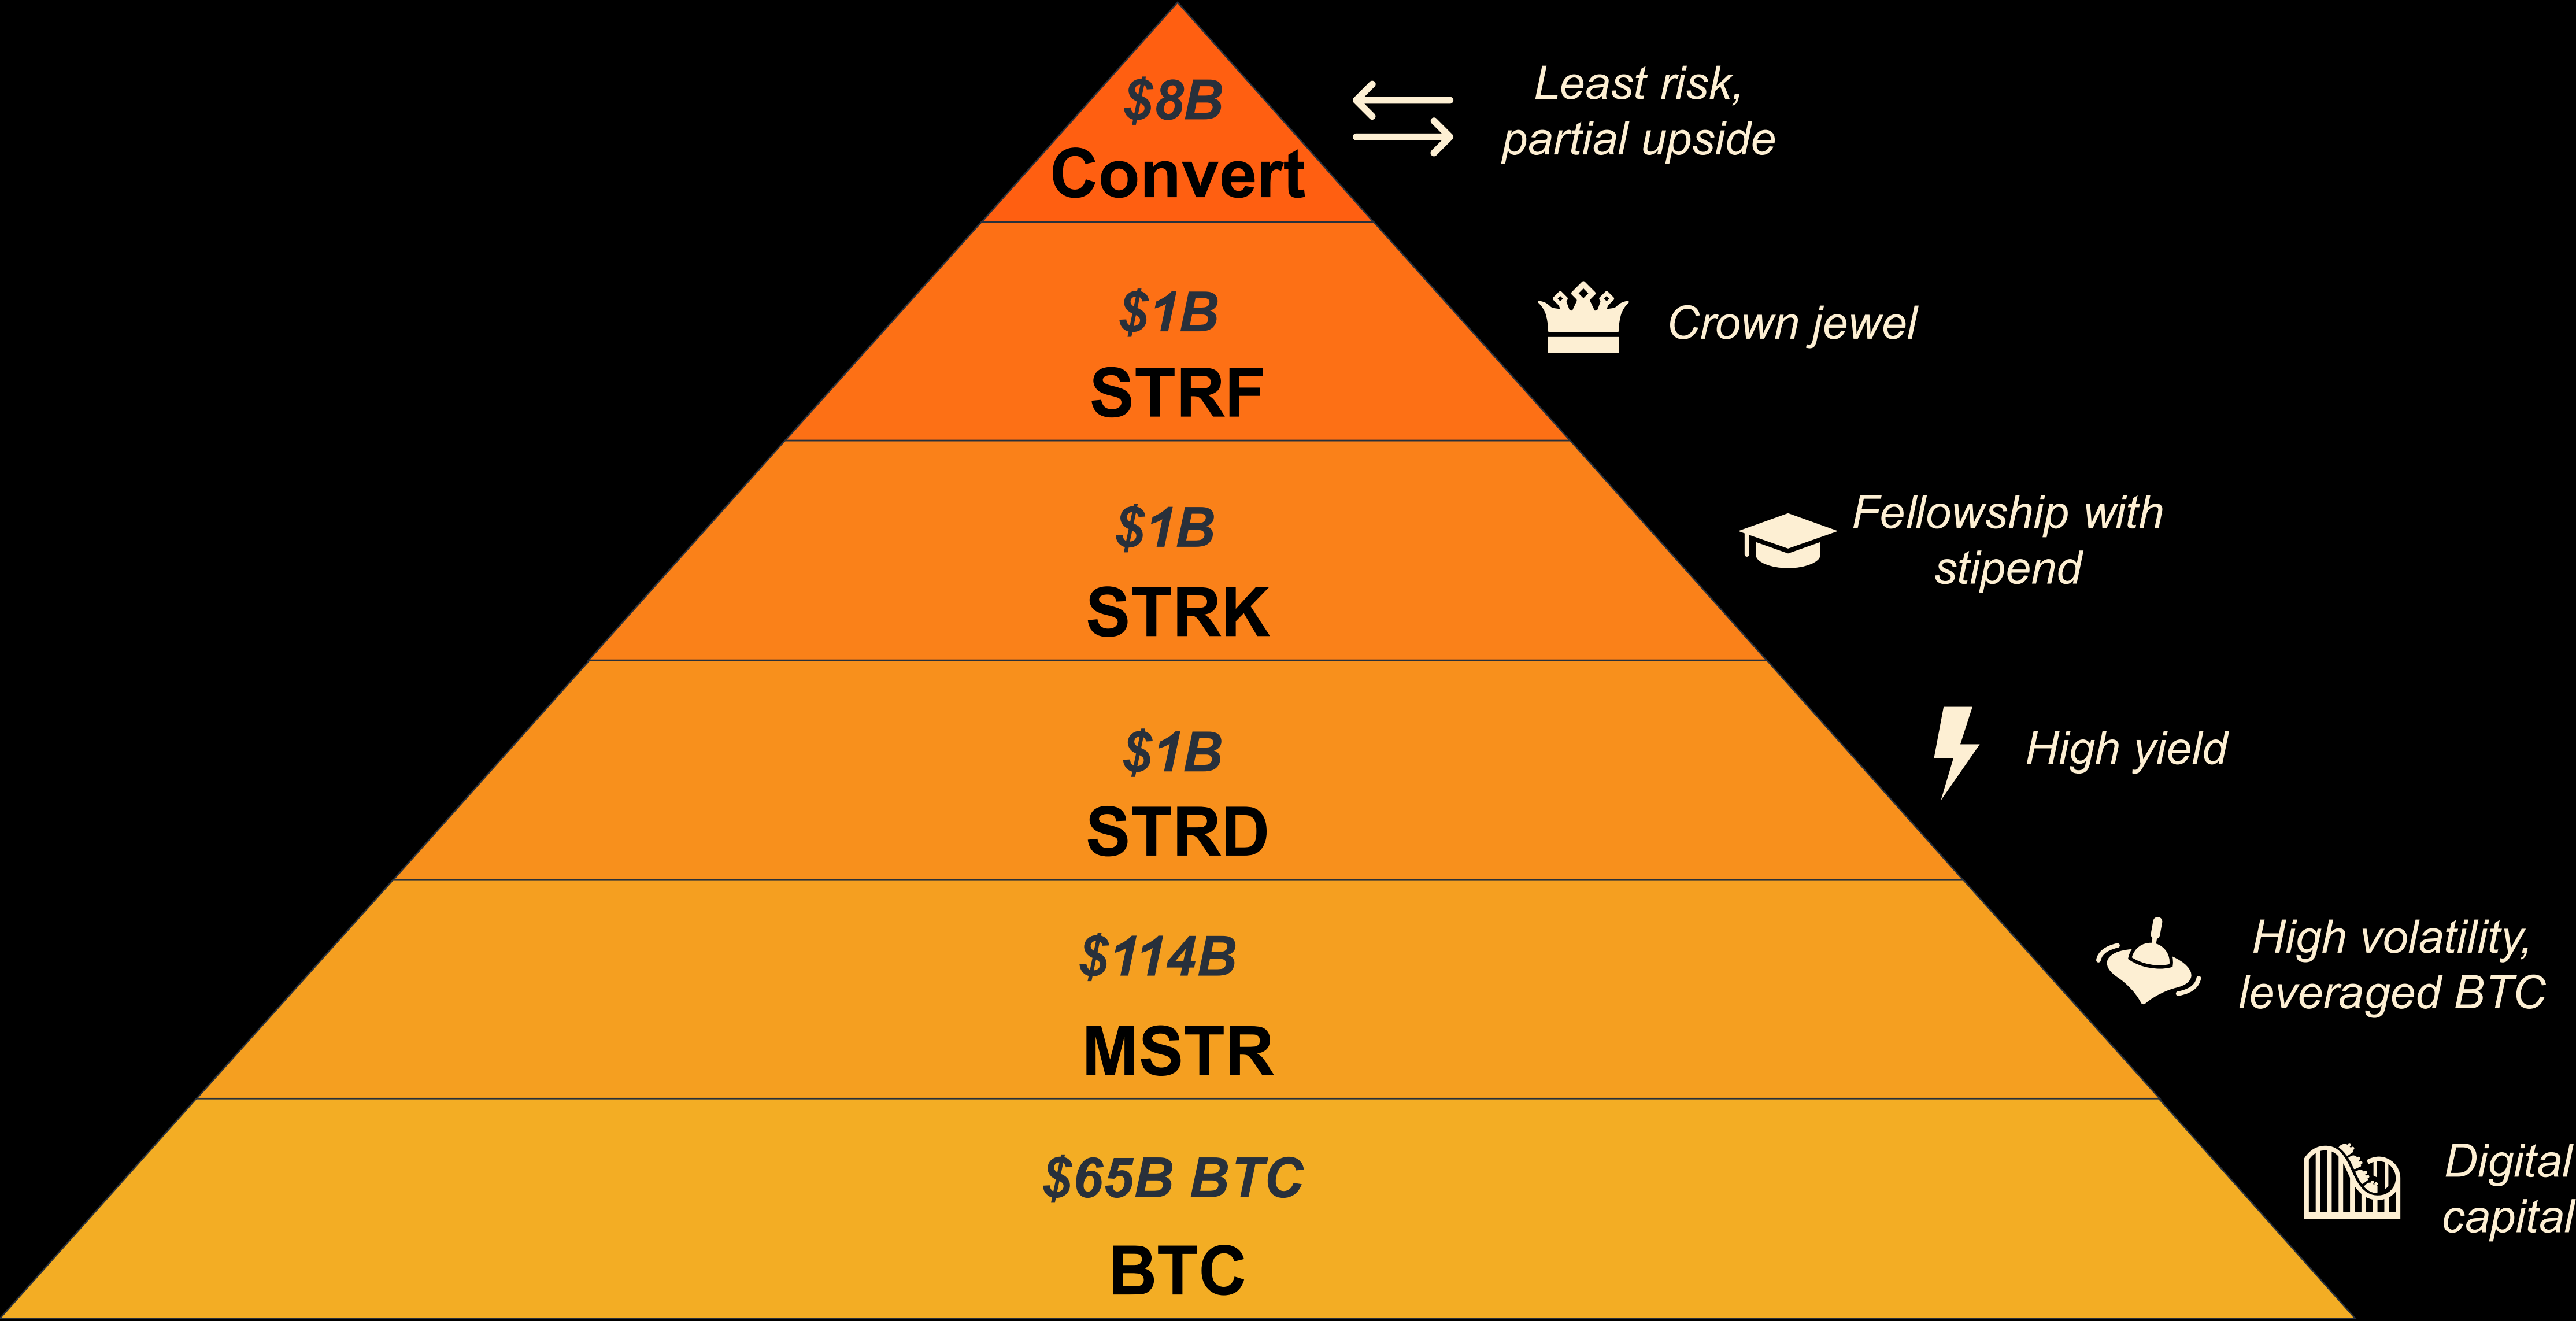 $8B
Convert
Least risk,
partial upside
$1B
STRF
Crown jewel
$1B
STRK
Fellowship with
stipend
$1B
STRD
High yield
$114B
MSTR
High volatility,
leveraged BTC
$65B BTC
BTC
Digital
capital